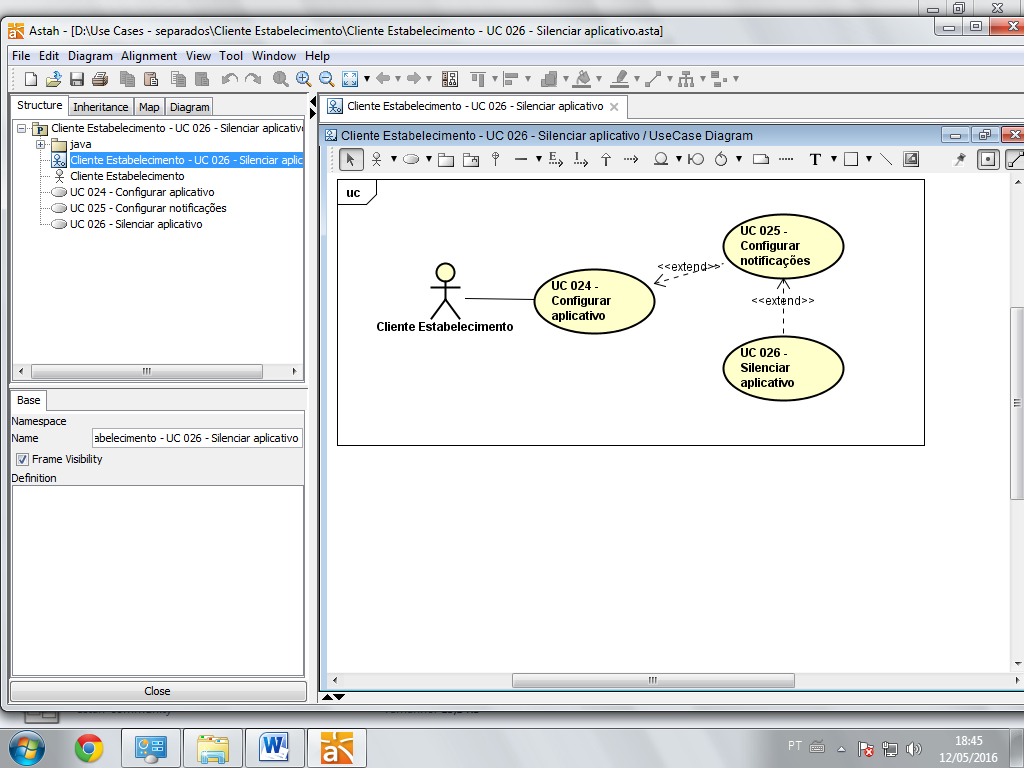 Astah - [D:\Use Cases - separados\Cliente Estabelecimento\Cliente Estabelecimento - UC 026 - Silenciar aplicativo.asta]
File Edit Diagram Alignment View Tool Window Help
Structure Inheritance Map Diagram
Cliente Estabelecimento - UC 026 - Silenciar aplicativo
Cliente Estabelecimento - UC 026 - Silenciar aplicativo
java
Cliente Estabelecimento - UC 026 - Silenciar aplic
Cliente Estabelecimento
UC 024 - Configurar aplicativo
UC 025 - Configurar notificações
UC 026 - Silenciar aplicativo
Cliente Estabelecimento - UC 026 - Silenciar aplicativo / UseCase Diagram
T
uc
Cliente Estabelecimento
UC 024 -
Configurar
aplicativo
<<extend>>
UC 025 -
Configurar
notificações
<<extend>>
UC 026 -
Silenciar
aplicativo
Base
Namespace
Name abelecimento - UC 026 - Silenciar aplicativo
Frame Visibility
Definition
Close
PT
18:45
12/05/2016